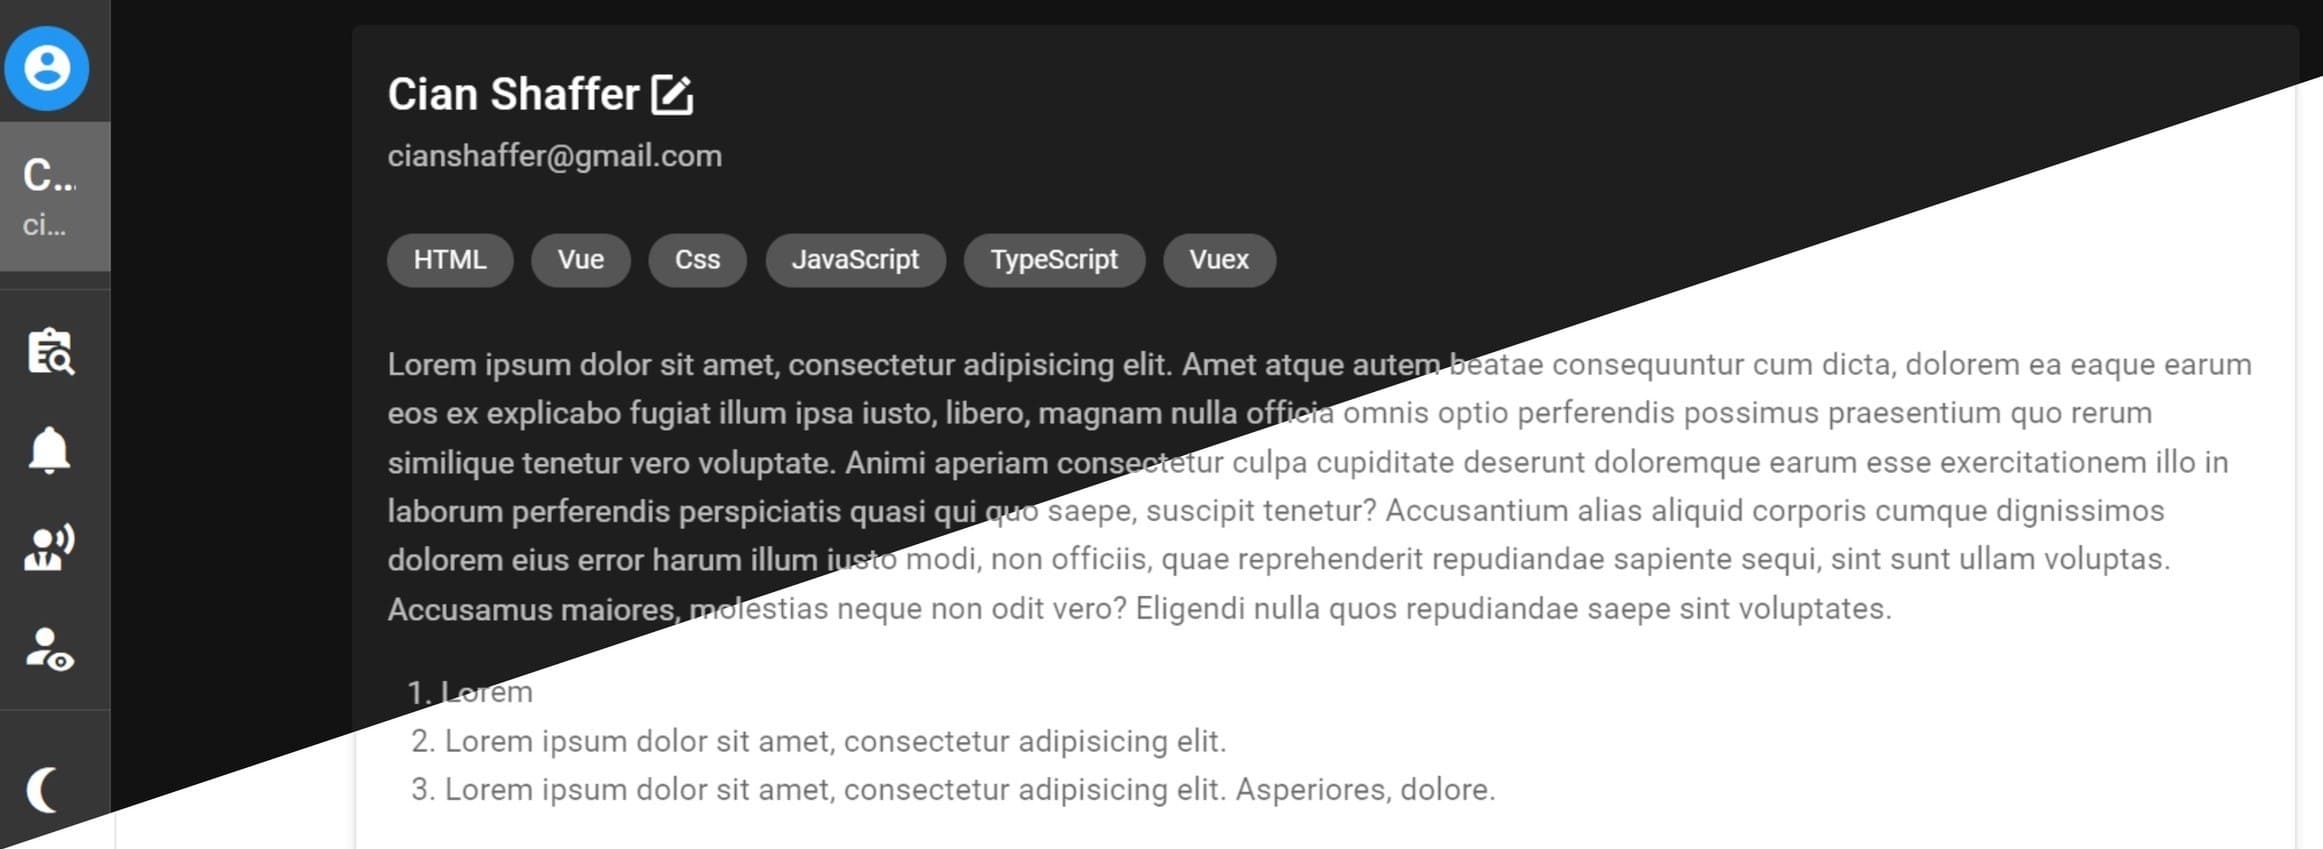 C...
ci...
Cian Shaffer
cianshaffer@gmail.com
HTML Vue Css JavaScript TypeScript Vuex
Lorem ipsum dolor sit amet, consectetur adipisicing elit. Amet atque autem beatae consequuntur cum dicta, dolorem ea eaque earum
eos ex explicabo fugiat illum ipsa iusto, libero, magnam nulla officia omnis optio perferendis possimus praesentium quo rerum
similique tenetur vero voluptate. Animi aperiam consectetur culpa cupiditate deserunt doloremque earum esse exercitationem illo in
laborum perferendis perspiciatis quasi qui quo saepe, suscipit tenetur? Accusantium alias aliquid corporis cumque dignissimos
dolorem eius error harum illum iusto modi, non officiis, quae reprehenderit repudiandae sapiente sequi, sint sunt ullam voluptas.
Accusamus maiores, molestias neque non odit vero? Eligendi nulla quos repudiandae saepe sint voluptates.
1. Lorem
2. Lorem ipsum dolor sit amet, consectetur adipisicing elit.
3. Lorem ipsum dolor sit amet, consectetur adipisicing elit. Asperiores, dolore.